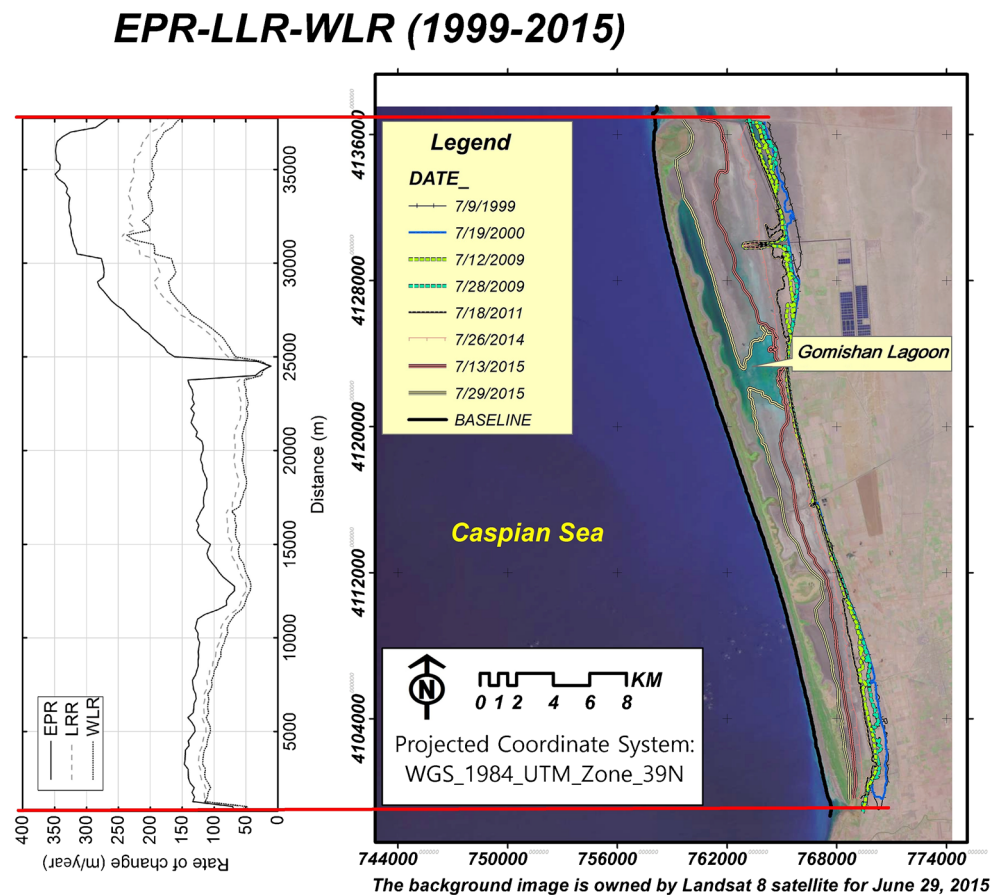 EPR-LLR-WLR (1999-2015)
Legend
DATE_
7/9/1999
7/19/2000
7/12/2009
7/28/2009
7/18/2011
7/26/2014
7/13/2015
7/29/2015
BASELINE
Gomishan Lagoon
Caspian Sea
N
0 1 2 4 6 8 KM
Projected Coordinate System:
WGS_1984_UTM_Zone_39N
4136000
4128000
4120000
4112000
4104000
744000 750000 756000 762000 768000 774000
35000
30000
25000
20000
15000
10000
5000
Distance (m)
EPR
LRR
WLR
400 350 300 250 200 150 100 50 0
Rate of change (m/year)
The background image is owned by Landsat 8 satellite for June 29, 2015